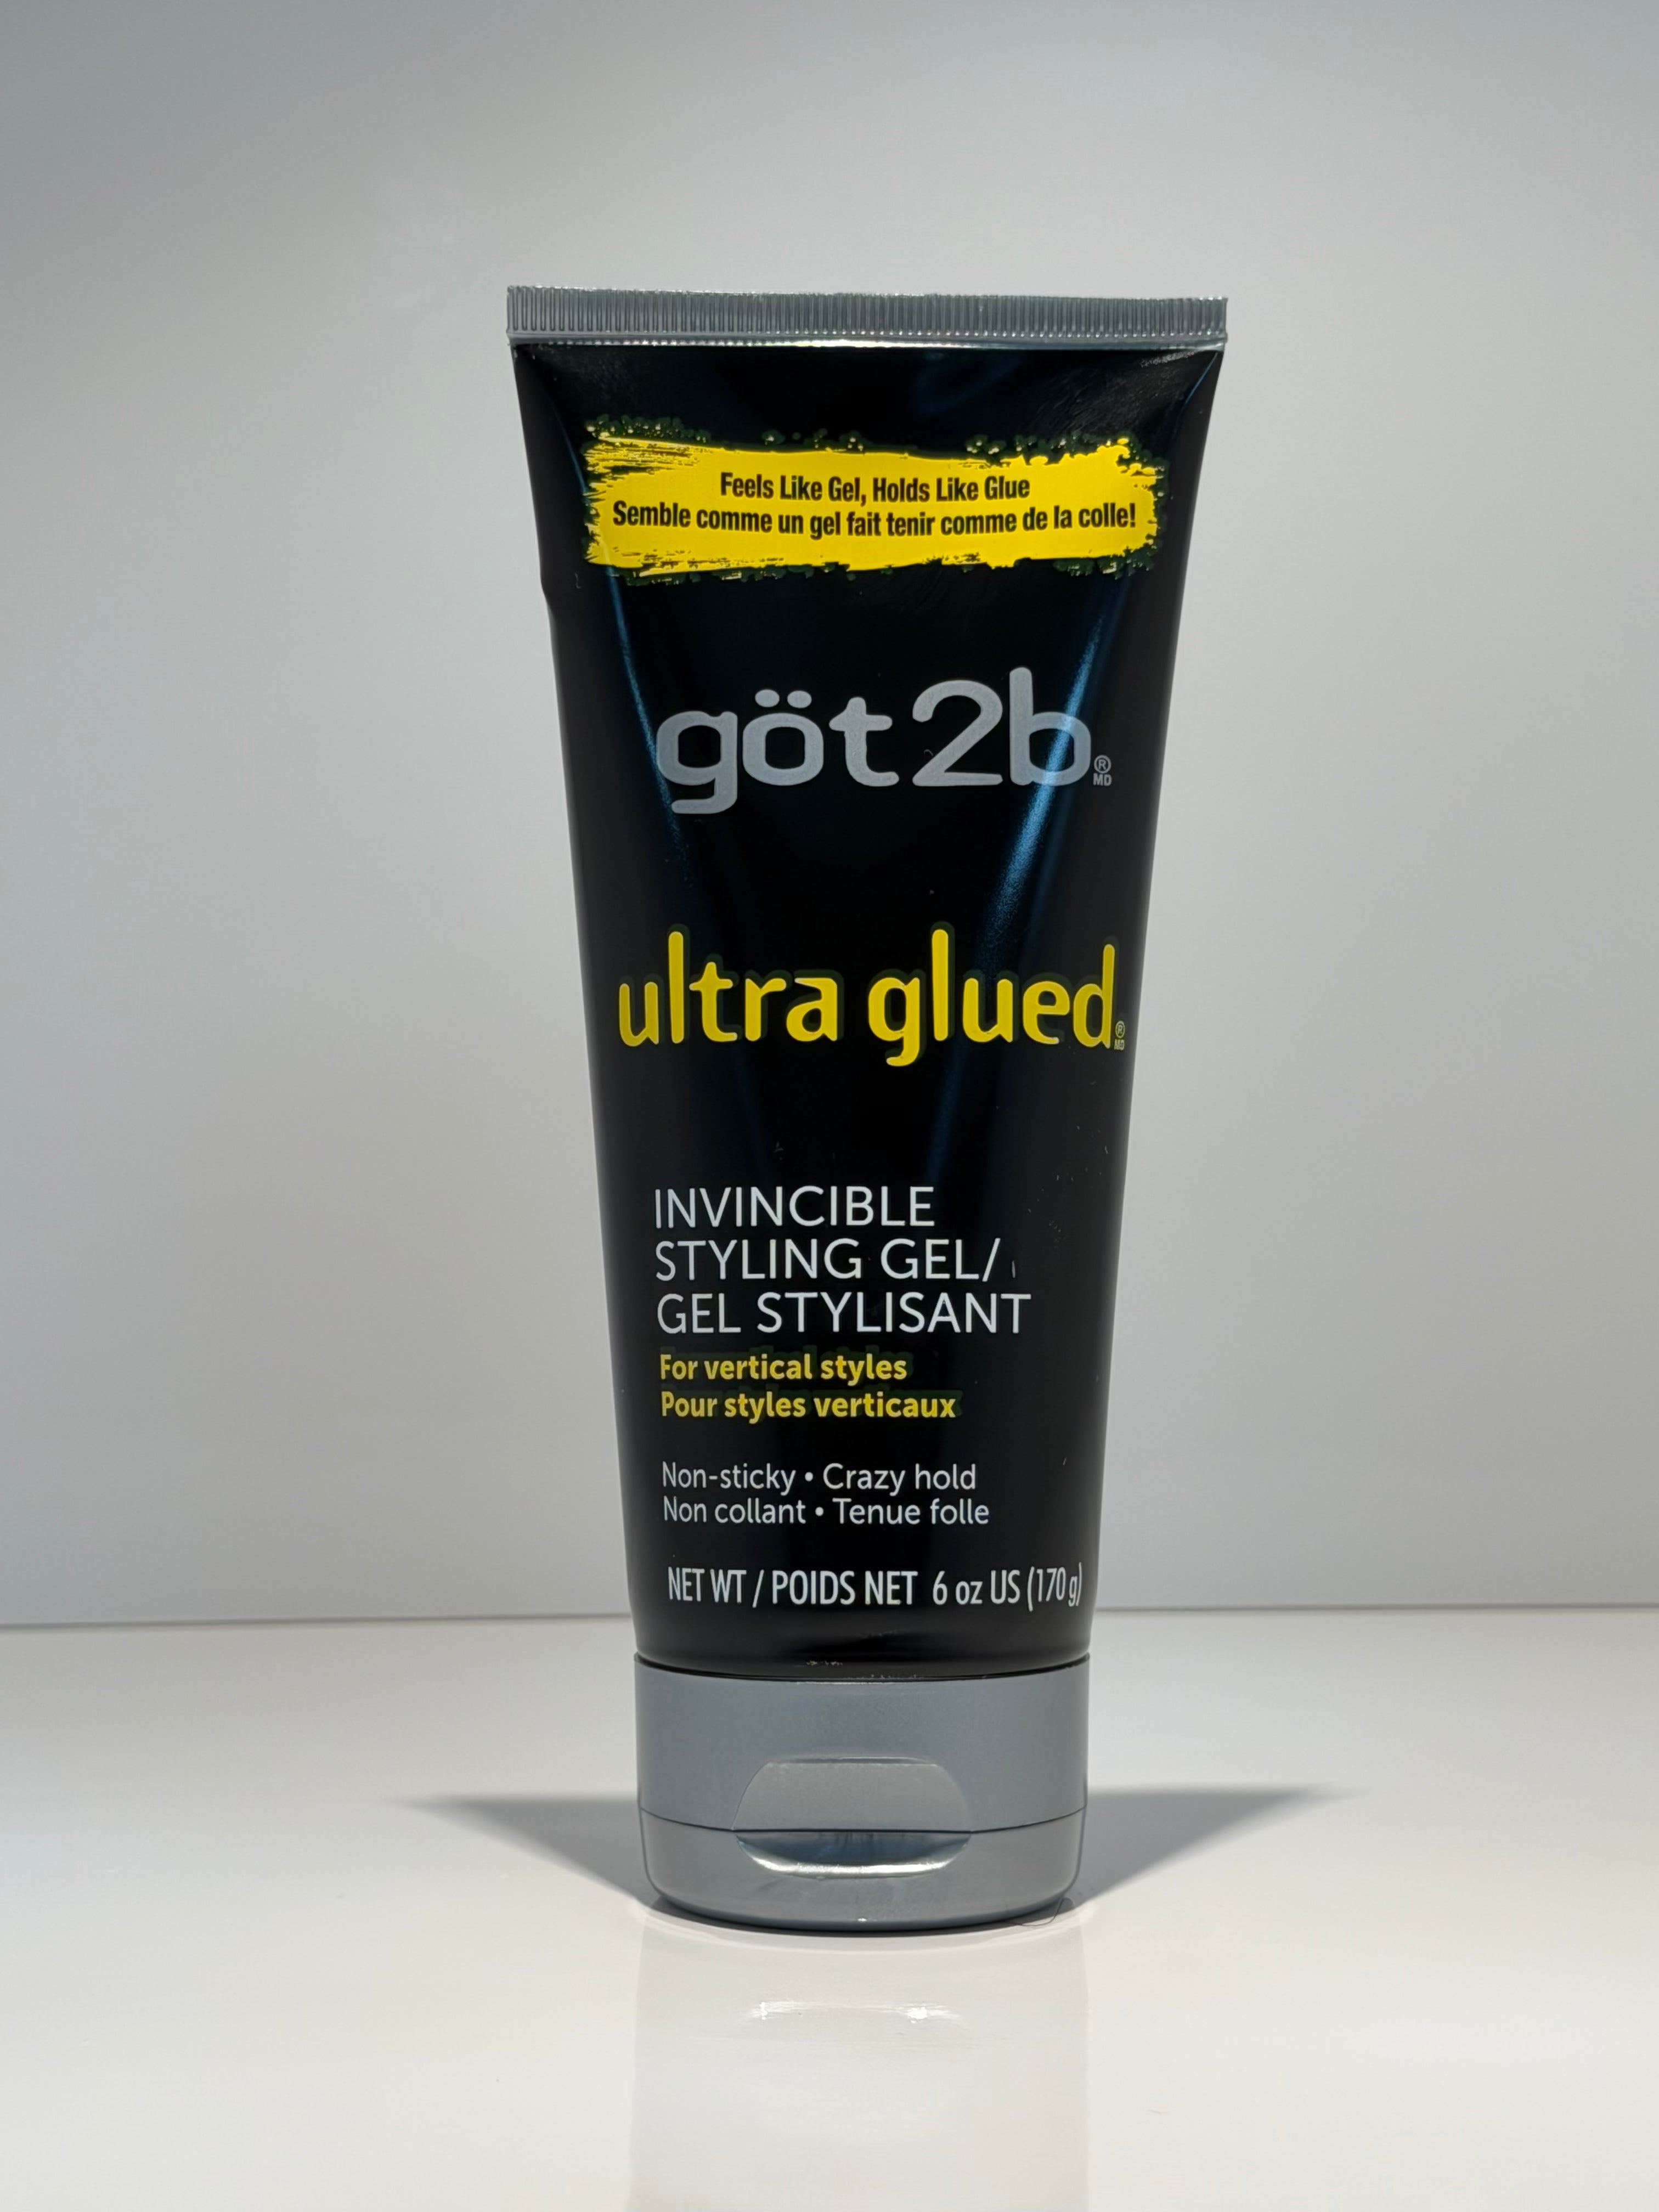 Feels Like Gel, Holds Like Glue
Semble comme un gel fait tenir comme de la colle!
göt2b®
MD
ultra glued®
MD
INVINCIBLE
STYLING GEL/
GEL STYLISANT
For vertical styles
Pour styles verticaux
Non-sticky • Crazy hold
Non collant • Tenue folle
NET WT / POIDS NET 6 oz US (170 g)